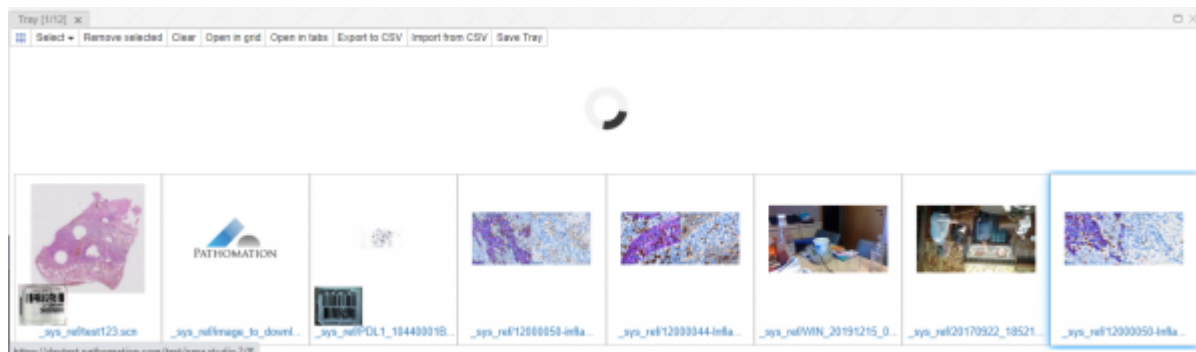 Tray [1/12] x
Select Remove selected Clear Open in grid Open in tabs Export to CSV Import from CSV Save Tray
PATHOMATION
_sys_ref/test123.scn _sys_ref/image_to_downl... _sys_ref/PDL1_10440001B... _sys_ref/12000050-Infla... _sys_ref/12000044-Infla... _sys_ref/WIN_20191215_0... _sys_ref/20170922_18521... _sys_ref/12000050-Infla...